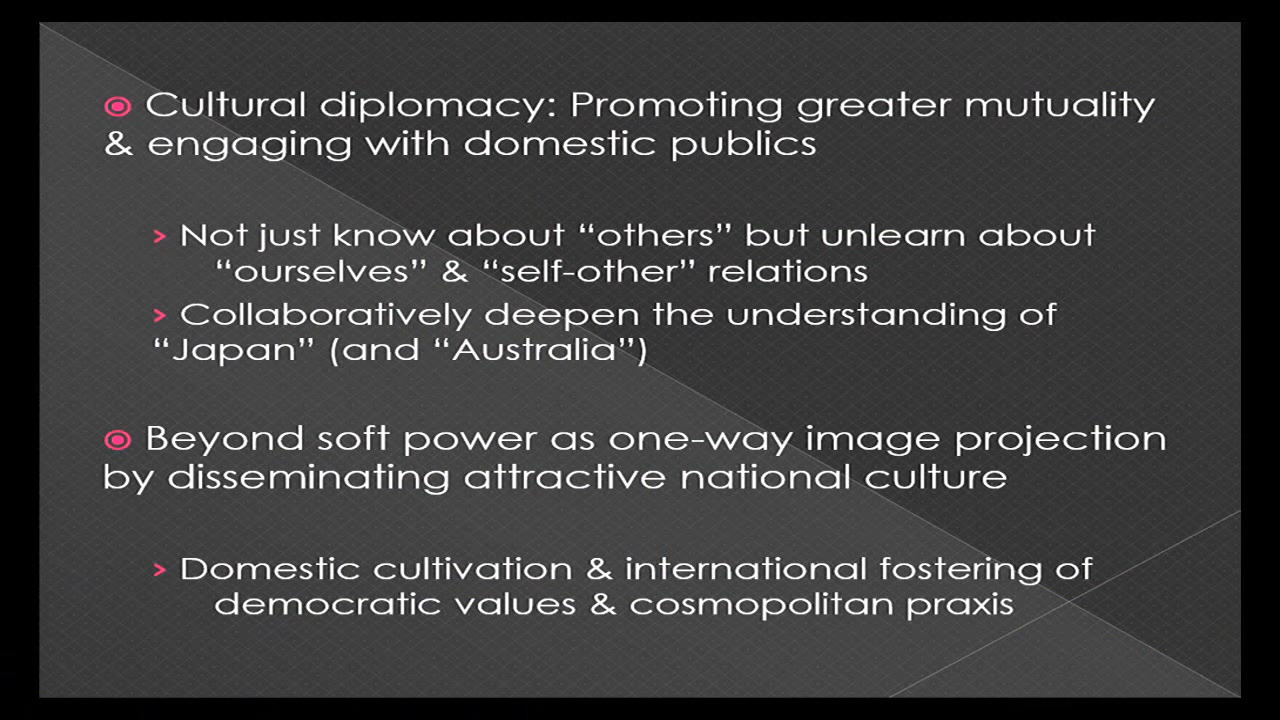 Cultural diplomacy: Promoting greater mutuality
& engaging with domestic publics
> Not just know about “others” but unlearn about
“ourselves” & “self-other” relations
> Collaboratively deepen the understanding of
“Japan” (and “Australia”)
Beyond soft power as one-way image projection
by disseminating attractive national culture
> Domestic cultivation & international fostering of
democratic values & cosmopolitan praxis